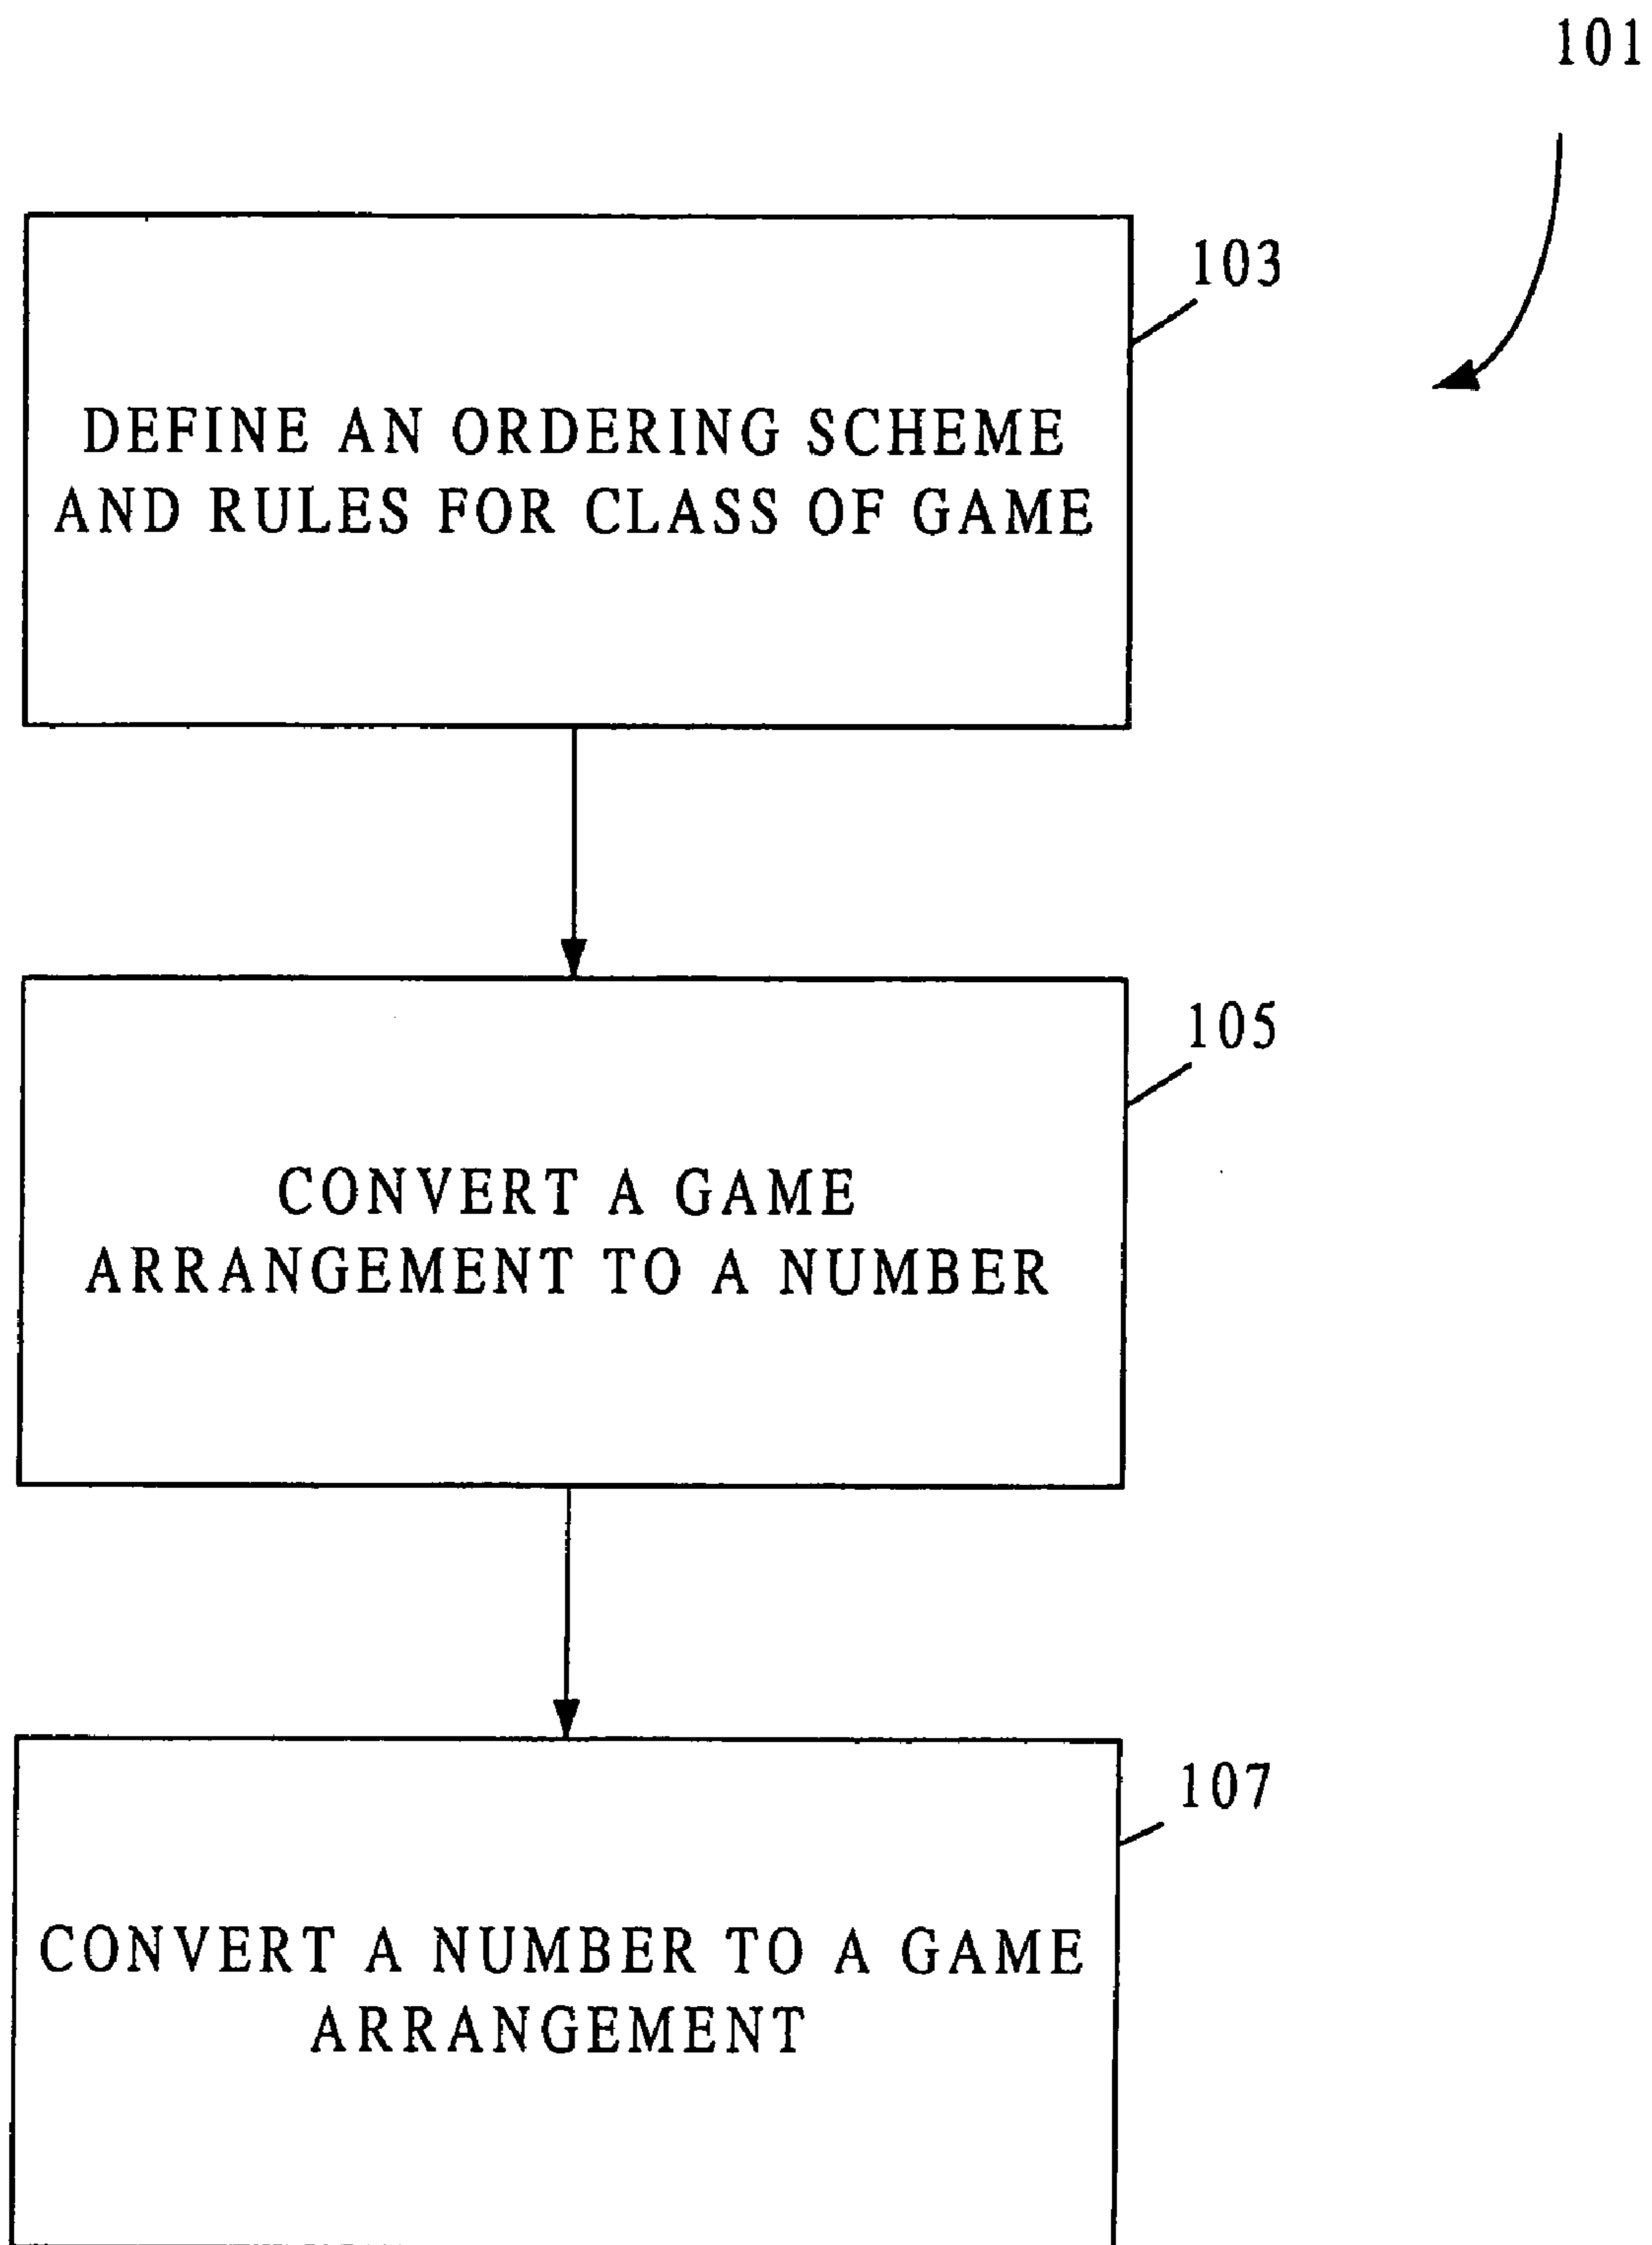 101
103
DEFINE AN ORDERING SCHEME
AND RULES FOR CLASS OF GAME
105
CONVERT A GAME
ARRANGEMENT TO A NUMBER
107
CONVERT A NUMBER TO A GAME
ARRANGEMENT